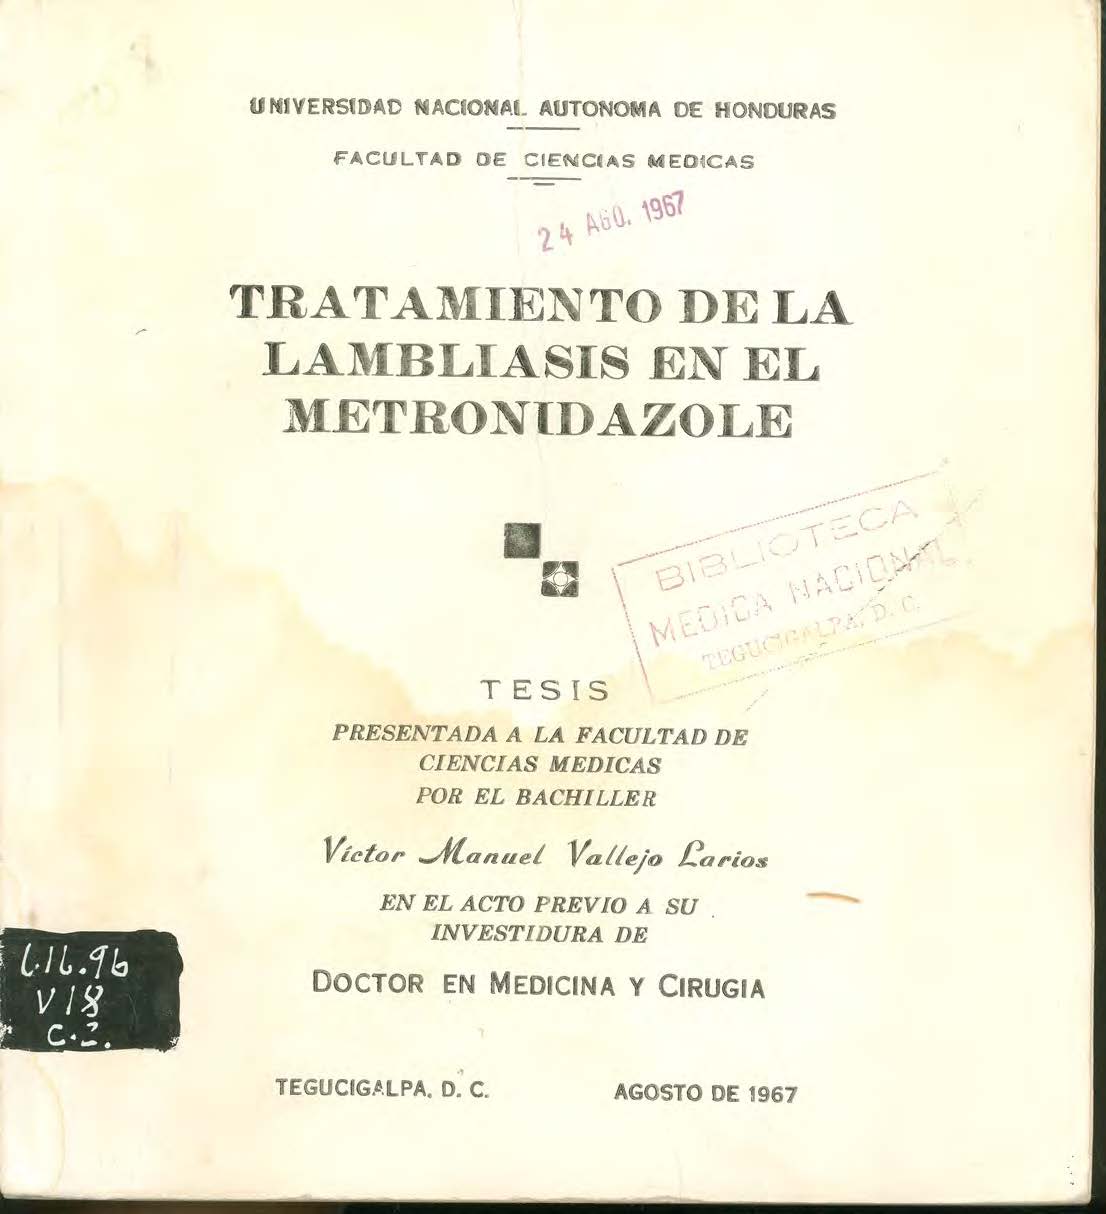 UNIVERSIDAD NACIONAL AUTONOMA DE HONDURAS
FACULTAD DE CIENCIAS MEDICAS
24 AGO. 1967
TRATAMIENTO DE LA
LAMBLIASIS EN EL
METRONIDAZOLE
BIBLIOTECA
MEDICA NACIONAL.
TEGUCIGALPA, D. C.
TESIS
PRESENTADA A LA FACULTAD DE
CIENCIAS MEDICAS
POR EL BACHILLER
Víctor Manuel Vallejo Larios
EN EL ACTO PREVIO A SU
INVESTIDURA DE
DOCTOR EN MEDICINA Y CIRUGIA
V18
TEGUCIGALPA, D. C. AGOSTO DE 1967